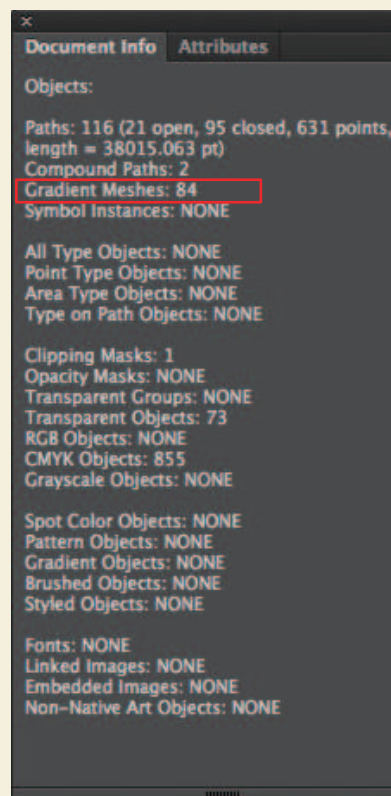 Document Info
Attributes
Objects:
Paths: 116 (21 open, 95 closed, 631 points,
length = 38015.063 pt)
Compound Paths: 2
Gradient Meshes: 84
Symbol Instances: NONE
All Type Objects: NONE
Point Type Objects: NONE
Area Type Objects: NONE
Type on Path Objects: NONE
Clipping Masks: 1
Opacity Masks: NONE
Transparent Groups: NONE
Transparent Objects: 73
RGB Objects: NONE
CMYK Objects: 855
Grayscale Objects: NONE
Spot Color Objects: NONE
Pattern Objects: NONE
Gradient Objects: NONE
Brushed Objects: NONE
Styled Objects: NONE
Fonts: NONE
Linked Images: NONE
Embedded Images: NONE
Non-Native Art Objects: NONE